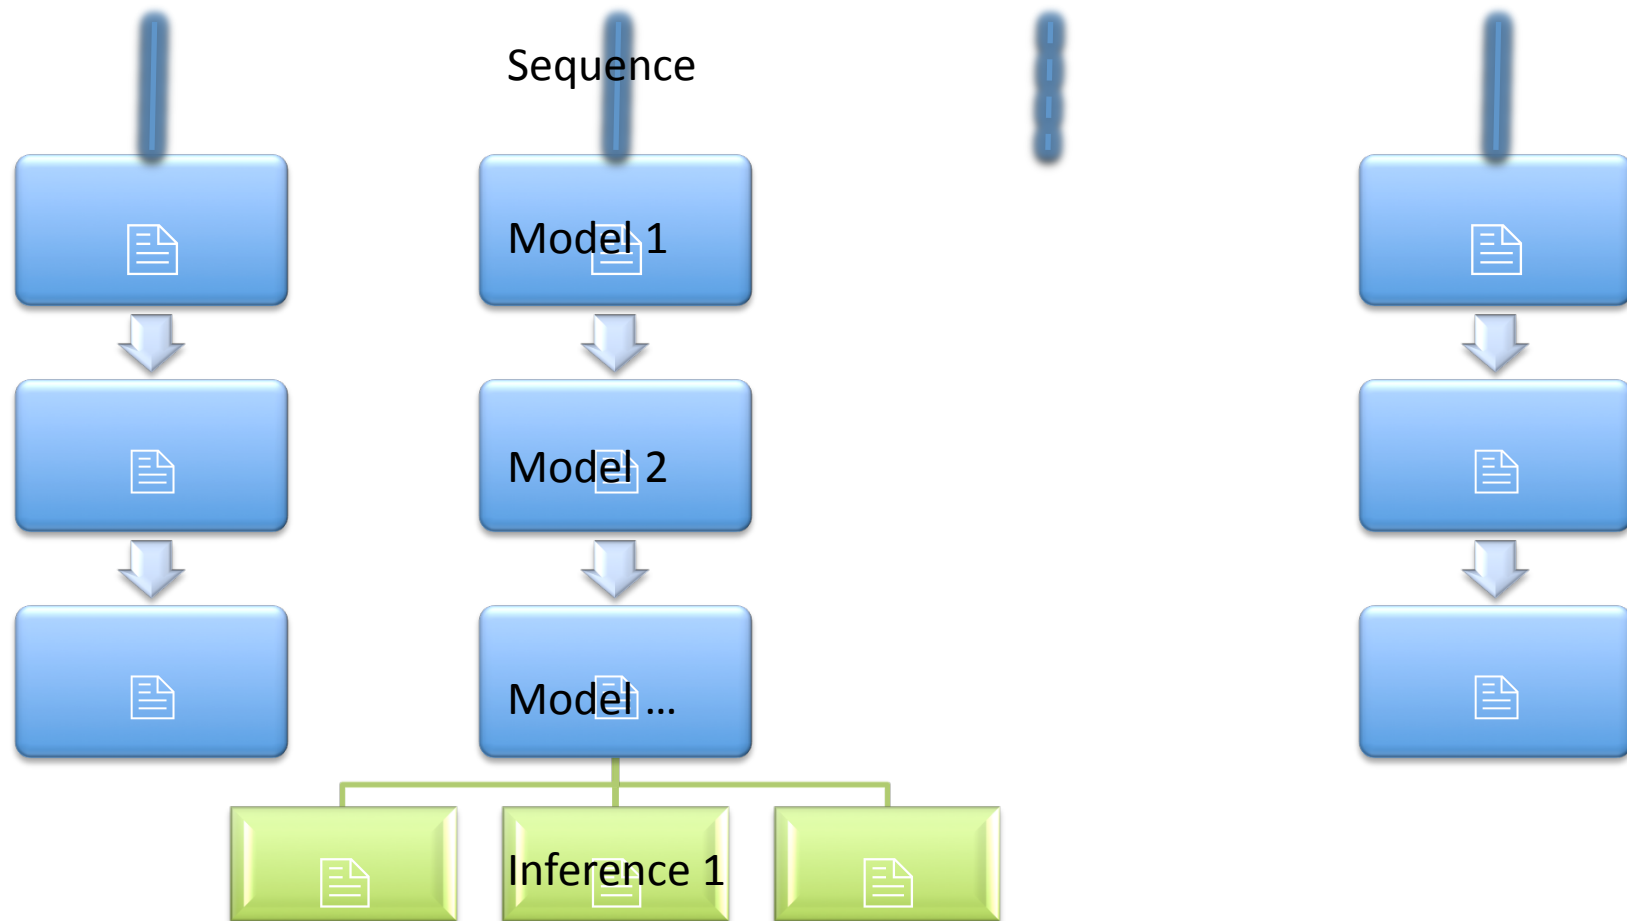 Sequence
Model 1
Model 2
Model ...
Inference 1